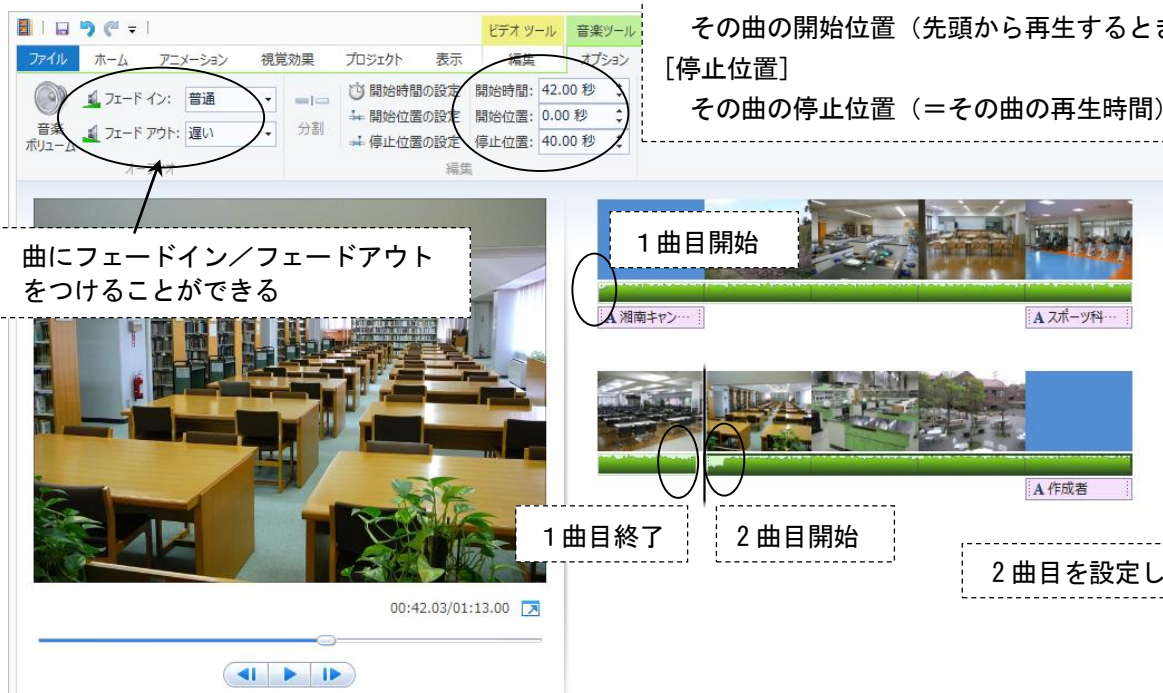 ビデオ ツール 音楽ツール
ファイル ホーム アニメーション 視覚効果 プロジェクト 表示 編集 オプション
音楽
ボリューム
フェード イン: 普通
フェード アウト: 遅い
オーディオ
分割
開始時間の設定 開始時間: 42.00 秒
開始位置の設定 開始位置: 0.00 秒
停止位置の設定 停止位置: 40.00 秒
編集
その曲の開始位置（先頭から再生するとき
[停止位置]
その曲の停止位置（＝その曲の再生時間）
曲にフェードイン／フェードアウト
をつけることができる
1曲目開始
A 湘南キャン…
A スポーツ科…
A 作成者
1曲目終了
2曲目開始
2曲目を設定し
00:42.03/01:13.00